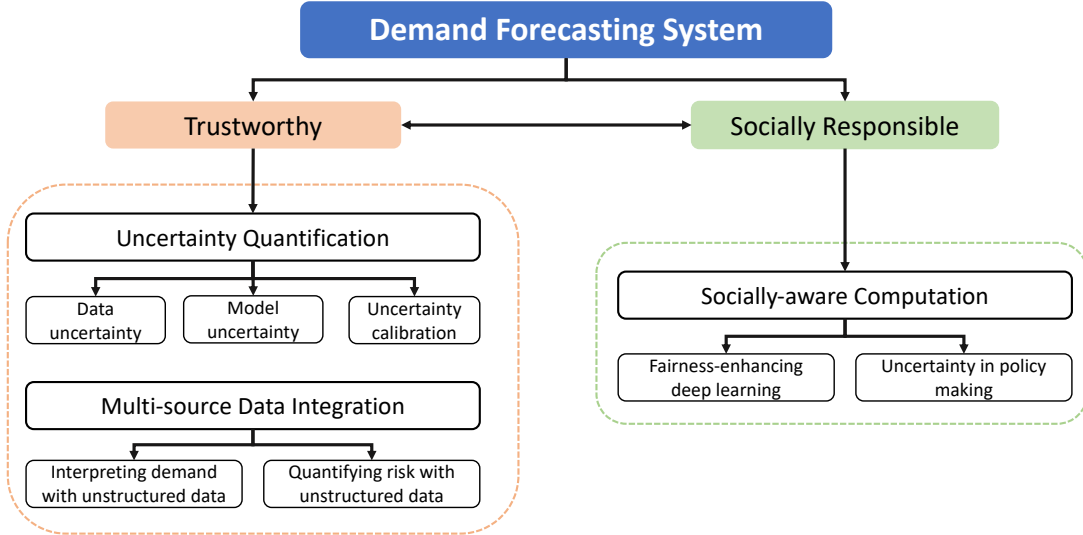 Demand Forecasting System
Trustworthy
Socially Responsible
Uncertainty Quantification
Data
uncertainty
Model
uncertainty
Uncertainty
calibration
Multi-source Data Integration
Interpreting demand
with unstructured data
Quantifying risk with
unstructured data
Socially-aware Computation
Fairness-enhancing
deep learning
Uncertainty in policy
making